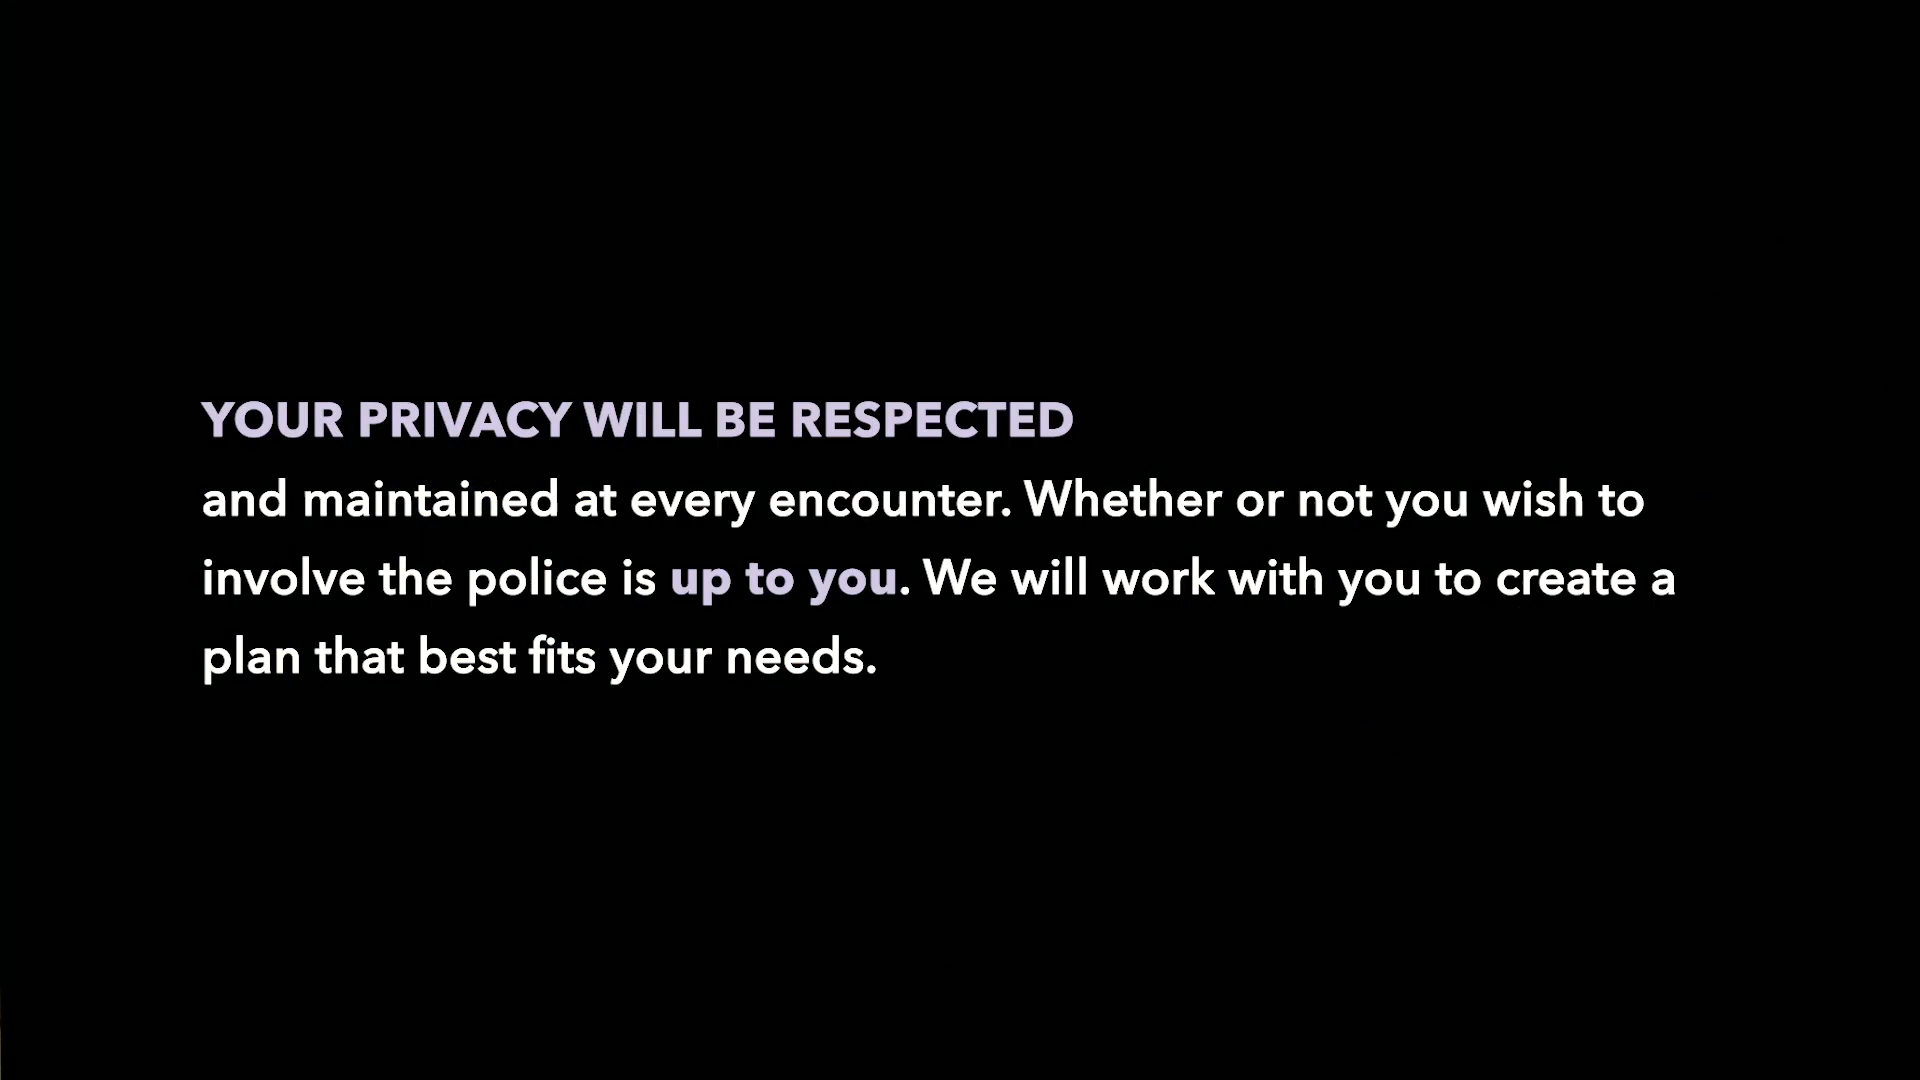 YOUR PRIVACY WILL BE RESPECTED
and maintained at every encounter. Whether or not you wish to
involve the police is up to you. We will work with you to create a
plan that best fits your needs.